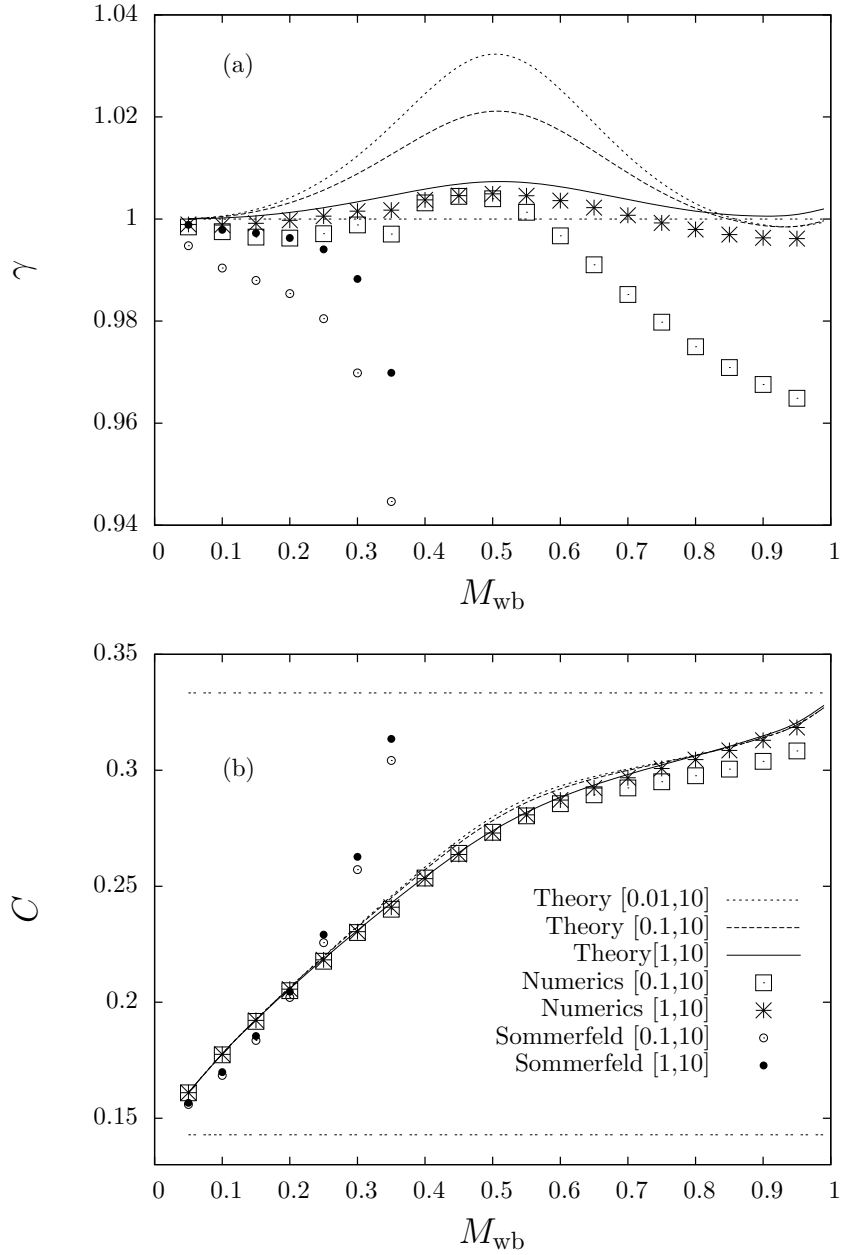 1.04
1.02
1
0.98
0.96
0.94
γ
(a)
0 0.1 0.2 0.3 0.4 0.5 0.6 0.7 0.8 0.9 1
M_wb
0.35
0.3
0.25
0.2
0.15
C
(b)
Theory [0.01,10]
Theory [0.1,10]
Theory[1,10]
Numerics [0.1,10]
Numerics [1,10]
Sommerfeld [0.1,10]
Sommerfeld [1,10]
0 0.1 0.2 0.3 0.4 0.5 0.6 0.7 0.8 0.9 1
M_wb